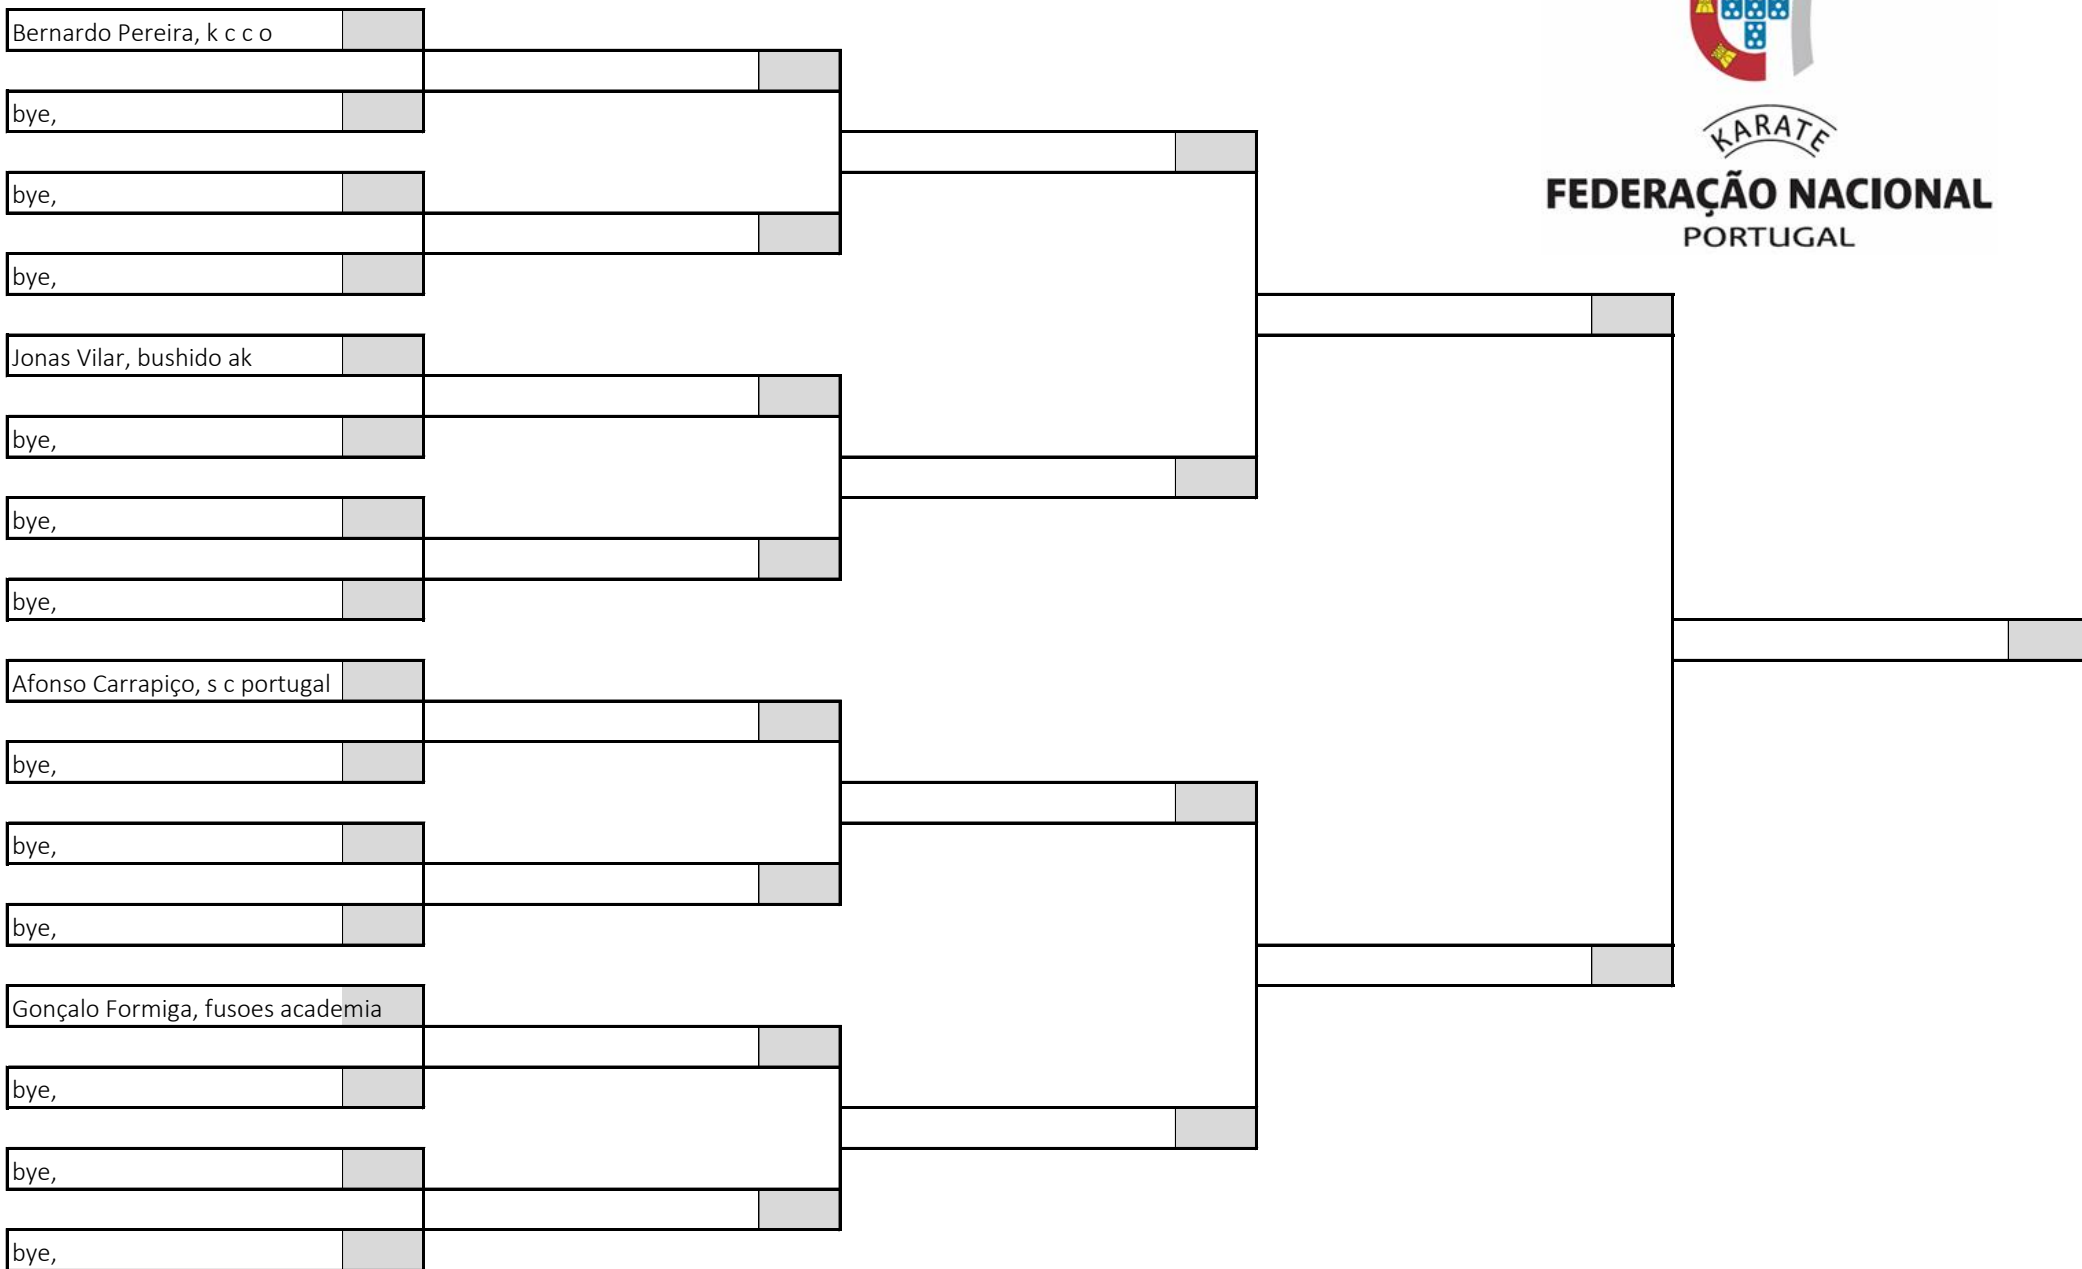 Bernardo Pereira, k c c o
bye,
bye,
bye,
Jonas Vilar, bushido ak
bye,
bye,
bye,
Afonso Carrapiço, s c portugal
bye,
bye,
bye,
Gonçalo Formiga, fusoes academia
bye,
bye,
bye,
KARATE
FEDERAÇÃO NACIONAL
PORTUGAL